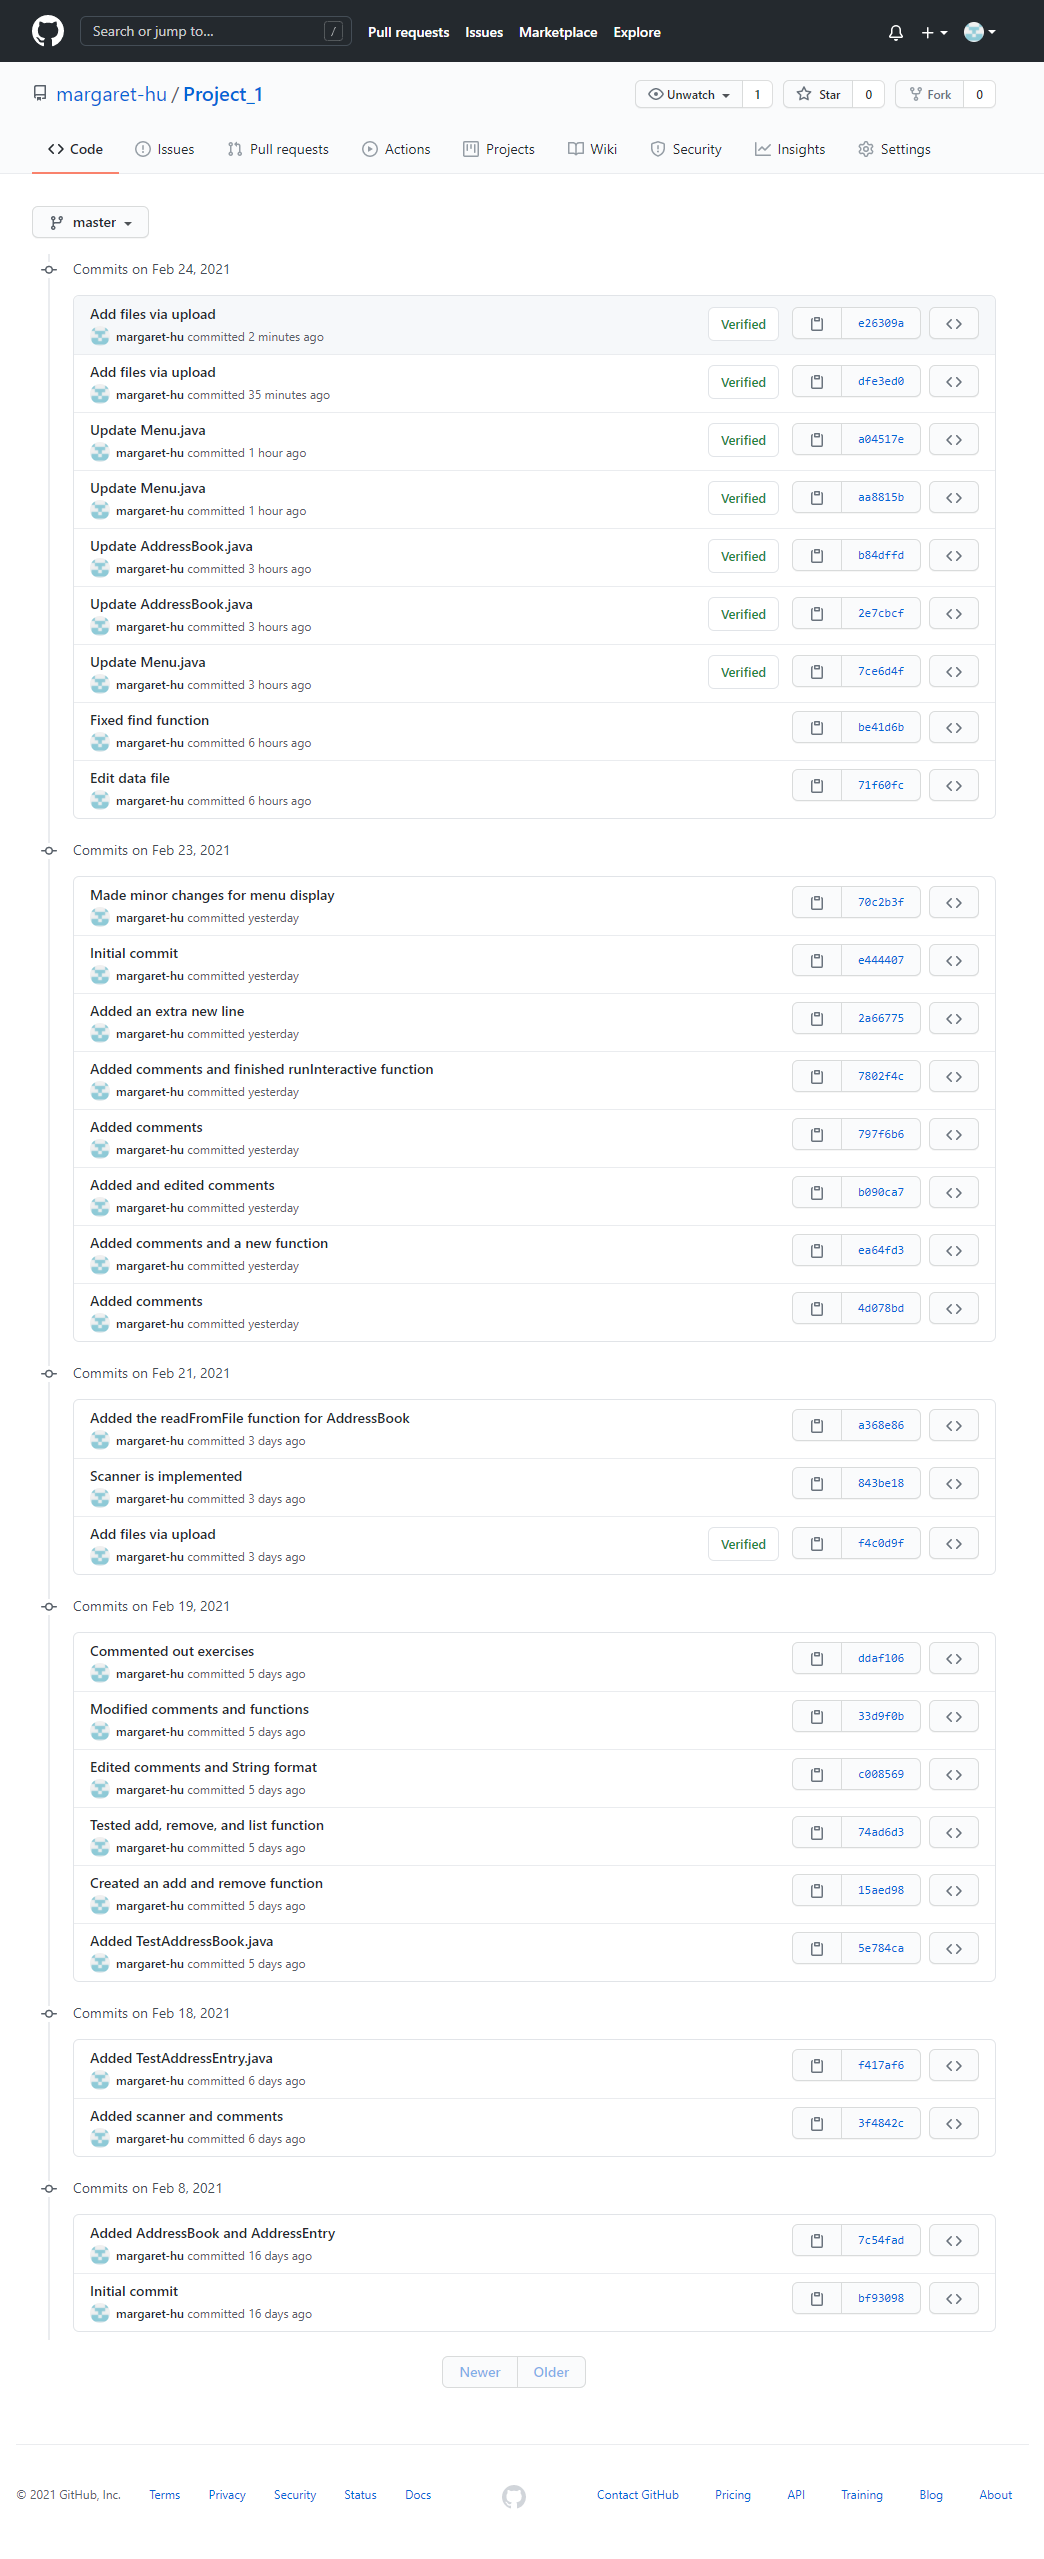 Search or jump to... / Pull requests Issues Marketplace Explore
margaret-hu / Project_1 Unwatch 1 Star 0 Fork 0
Code Issues Pull requests Actions Projects Wiki Security Insights Settings
master
Commits on Feb 24, 2021
Add files via upload
margaret-hu committed 2 minutes ago Verified e26309a
Add files via upload
margaret-hu committed 35 minutes ago Verified dfe3ed0
Update Menu.java
margaret-hu committed 1 hour ago Verified a04517e
Update Menu.java
margaret-hu committed 1 hour ago Verified aa8815b
Update AddressBook.java
margaret-hu committed 3 hours ago Verified b84dffd
Update AddressBook.java
margaret-hu committed 3 hours ago Verified 2e7cbcf
Update Menu.java
margaret-hu committed 3 hours ago Verified 7ce6d4f
Fixed find function
margaret-hu committed 6 hours ago be41d6b
Edit data file
margaret-hu committed 6 hours ago 71f60fc
Commits on Feb 23, 2021
Made minor changes for menu display
margaret-hu committed yesterday 70c2b3f
Initial commit
margaret-hu committed yesterday e444407
Added an extra new line
margaret-hu committed yesterday 2a66775
Added comments and finished runInteractive function
margaret-hu committed yesterday 7802f4c
Added comments
margaret-hu committed yesterday 797f6b6
Added and edited comments
margaret-hu committed yesterday b090ca7
Added comments and a new function
margaret-hu committed yesterday ea64fd3
Added comments
margaret-hu committed yesterday 4d078bd
Commits on Feb 21, 2021
Added the readFromFile function for AddressBook
margaret-hu committed 3 days ago a368e86
Scanner is implemented
margaret-hu committed 3 days ago 843be18
Add files via upload
margaret-hu committed 3 days ago Verified f4c0d9f
Commits on Feb 19, 2021
Commented out exercises
margaret-hu committed 5 days ago ddaf106
Modified comments and functions
margaret-hu committed 5 days ago 33d9f0b
Edited comments and String format
margaret-hu committed 5 days ago c008569
Tested add, remove, and list function
margaret-hu committed 5 days ago 74ad6d3
Created an add and remove function
margaret-hu committed 5 days ago 15aed98
Added TestAddressBook.java
margaret-hu committed 5 days ago 5e784ca
Commits on Feb 18, 2021
Added TestAddressEntry.java
margaret-hu committed 6 days ago f417af6
Added scanner and comments
margaret-hu committed 6 days ago 3f4842c
Commits on Feb 8, 2021
Added AddressBook and AddressEntry
margaret-hu committed 16 days ago 7c54fad
Initial commit
margaret-hu committed 16 days ago bf93098
Newer Older
© 2021 GitHub, Inc. Terms Privacy Security Status Docs Contact GitHub Pricing API Training Blog About